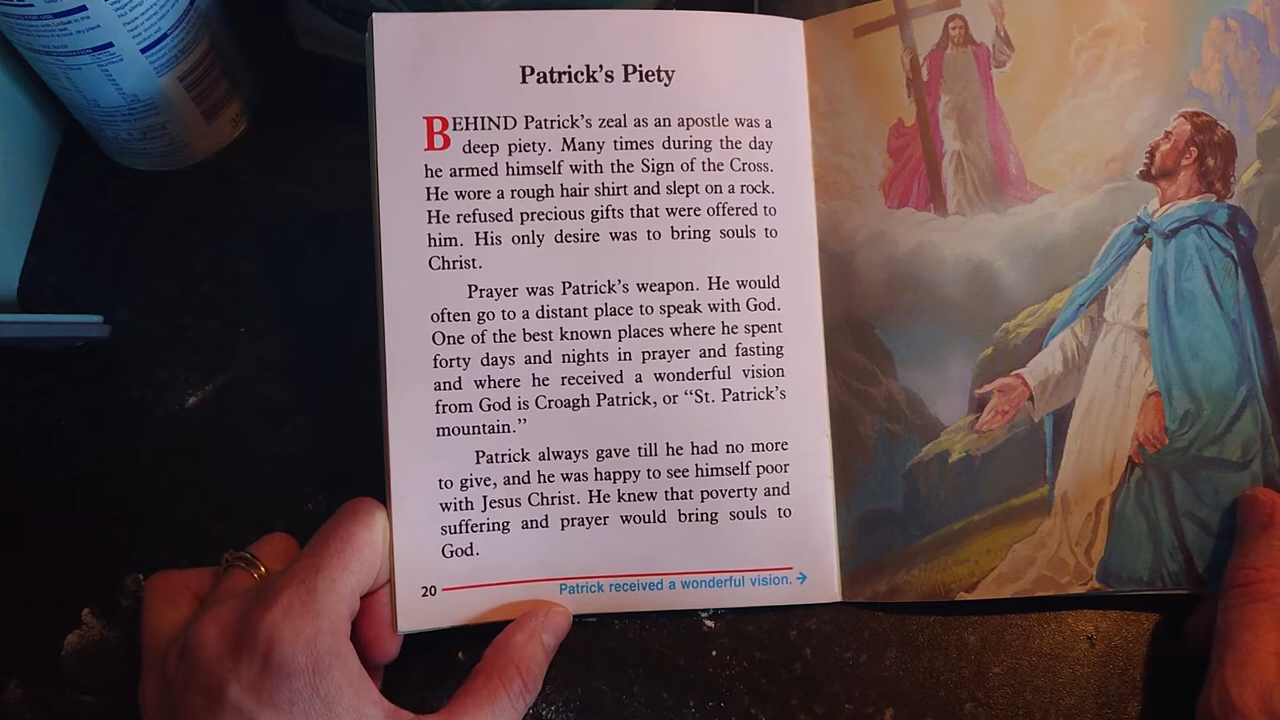 Patrick's Piety
BEHIND Patrick's zeal as an apostle was a
deep piety. Many times during the day
he armed himself with the Sign of the Cross.
He wore a rough hair shirt and slept on a rock.
He refused precious gifts that were offered to
him. His only desire was to bring souls to
Christ.
Prayer was Patrick's weapon. He would
often go to a distant place to speak with God.
One of the best known places where he spent
forty days and nights in prayer and fasting
and where he received a wonderful vision
from God is Croagh Patrick, or “St. Patrick's
mountain.”
Patrick always gave till he had no more
to give, and he was happy to see himself poor
with Jesus Christ. He knew that poverty and
suffering and prayer would bring souls to
God.
20 Patrick received a wonderful vision. →